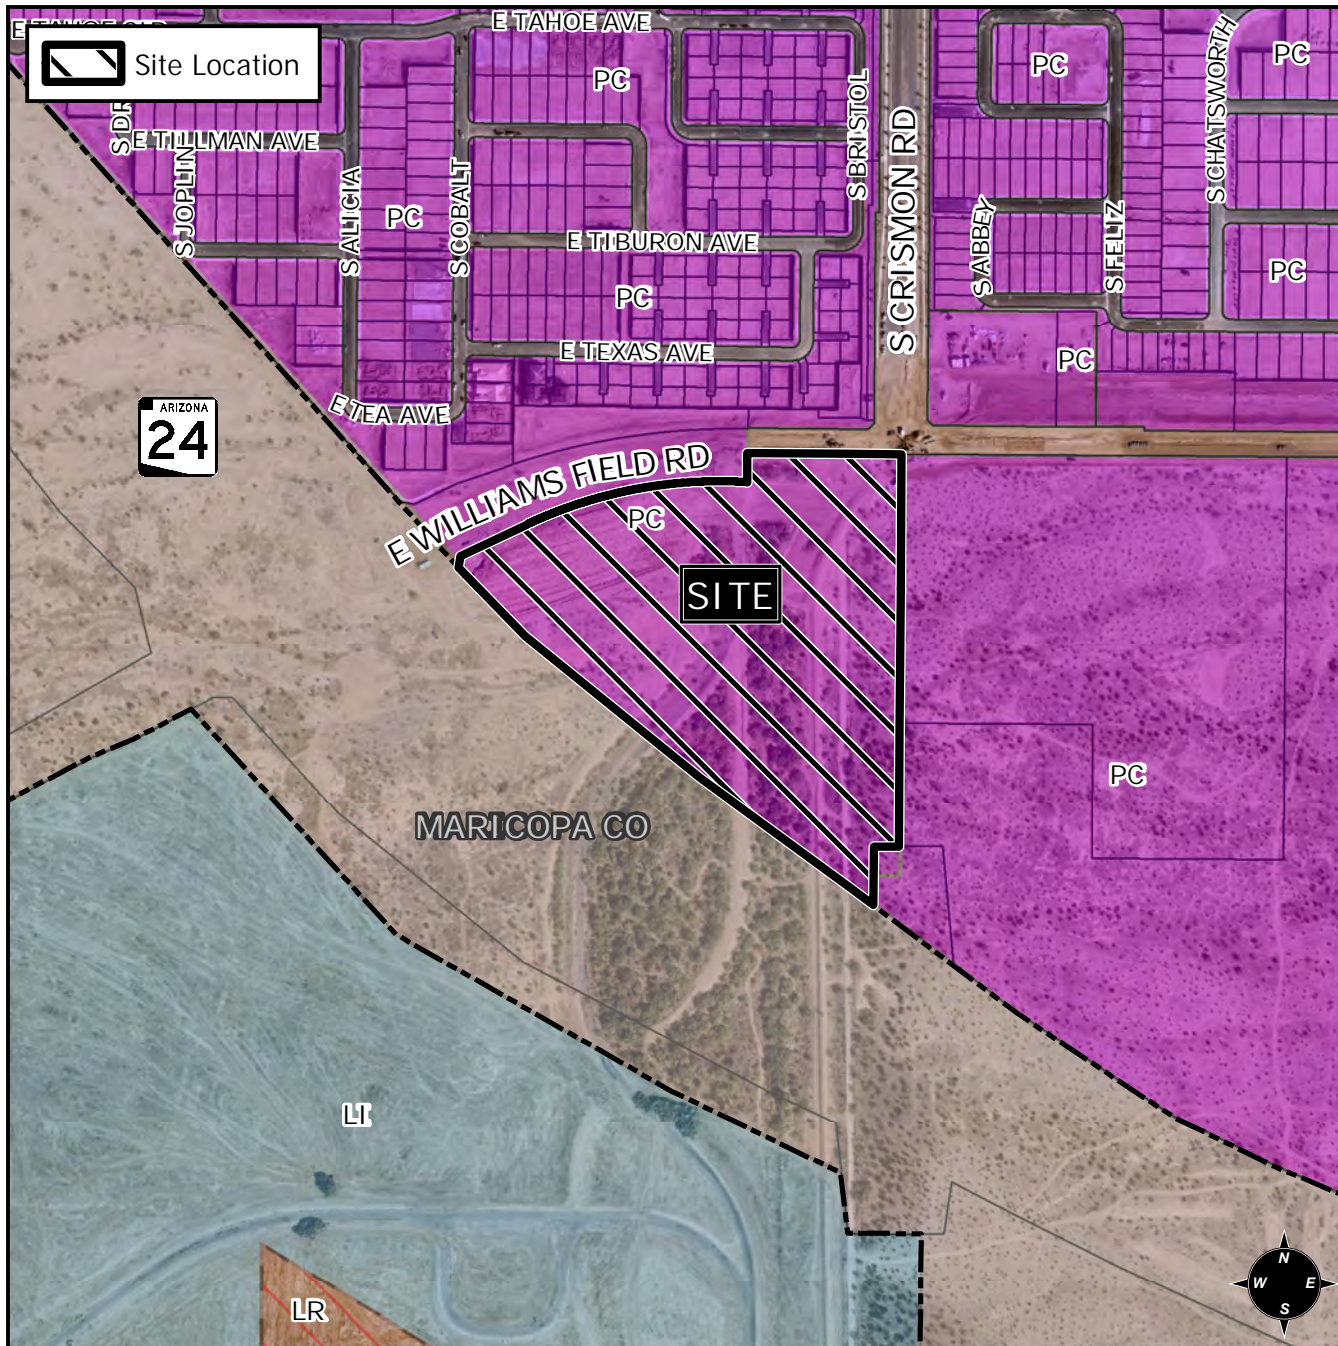 E TAHOE AVE
Site Location
PC
PC
PC
S CHATSWORTH
E TILLMAN AVE
S JOPLIN
S ALICIA
PC
S COBALT
S BRISTOL
S CRISMON RD
S ABBEY
S FELIZ
E TIBURON AVE
PC
PC
E TEXAS AVE
PC
E TEA AVE
ARIZONA
24
E WILLIAMS FIELD RD
PC
SITE
PC
MARICOPA CO
LI
LR
N
W E
S